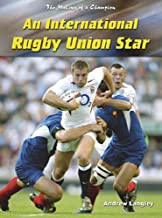 The Making of a Champion
An International
Rugby Union Star
Andrew Langley